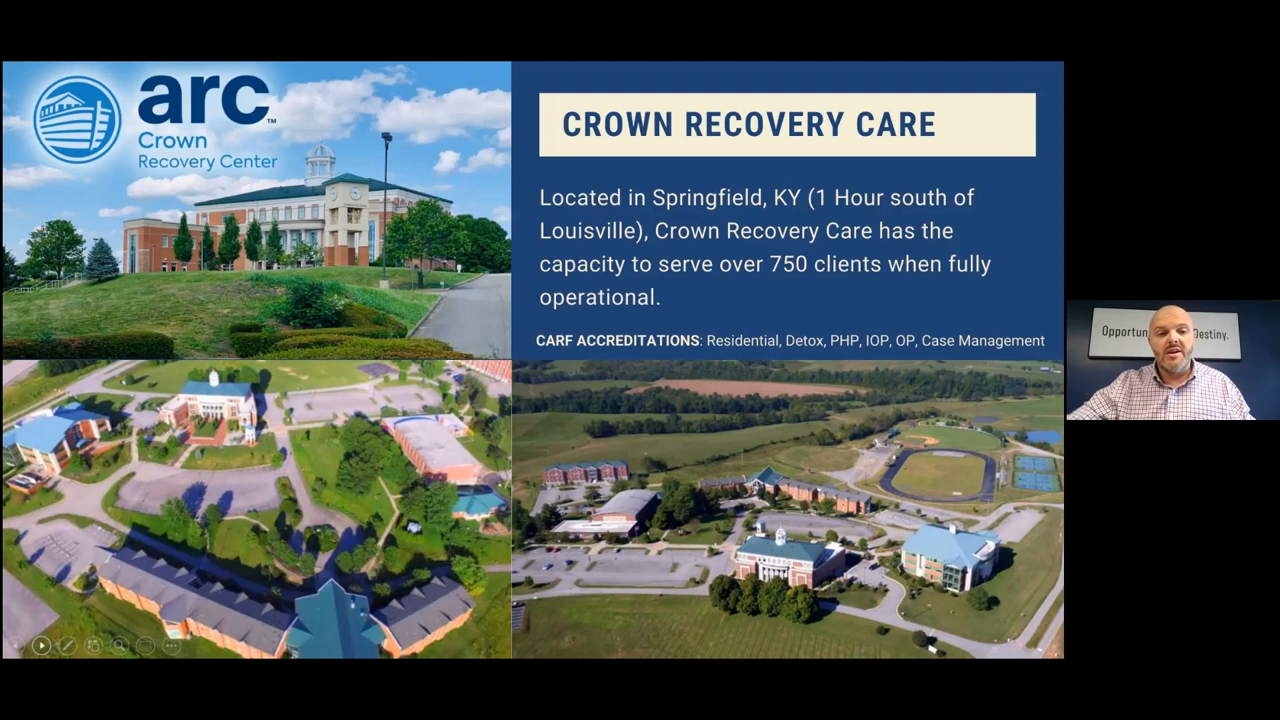 arc™
Crown
Recovery Center
CROWN RECOVERY CARE
Located in Springfield, KY (1 Hour south of
Louisville), Crown Recovery Care has the
capacity to serve over 750 clients when fully
operational.
CARF ACCREDITATIONS: Residential, Detox, PHP, IOP, OP, Case Management
Destiny.